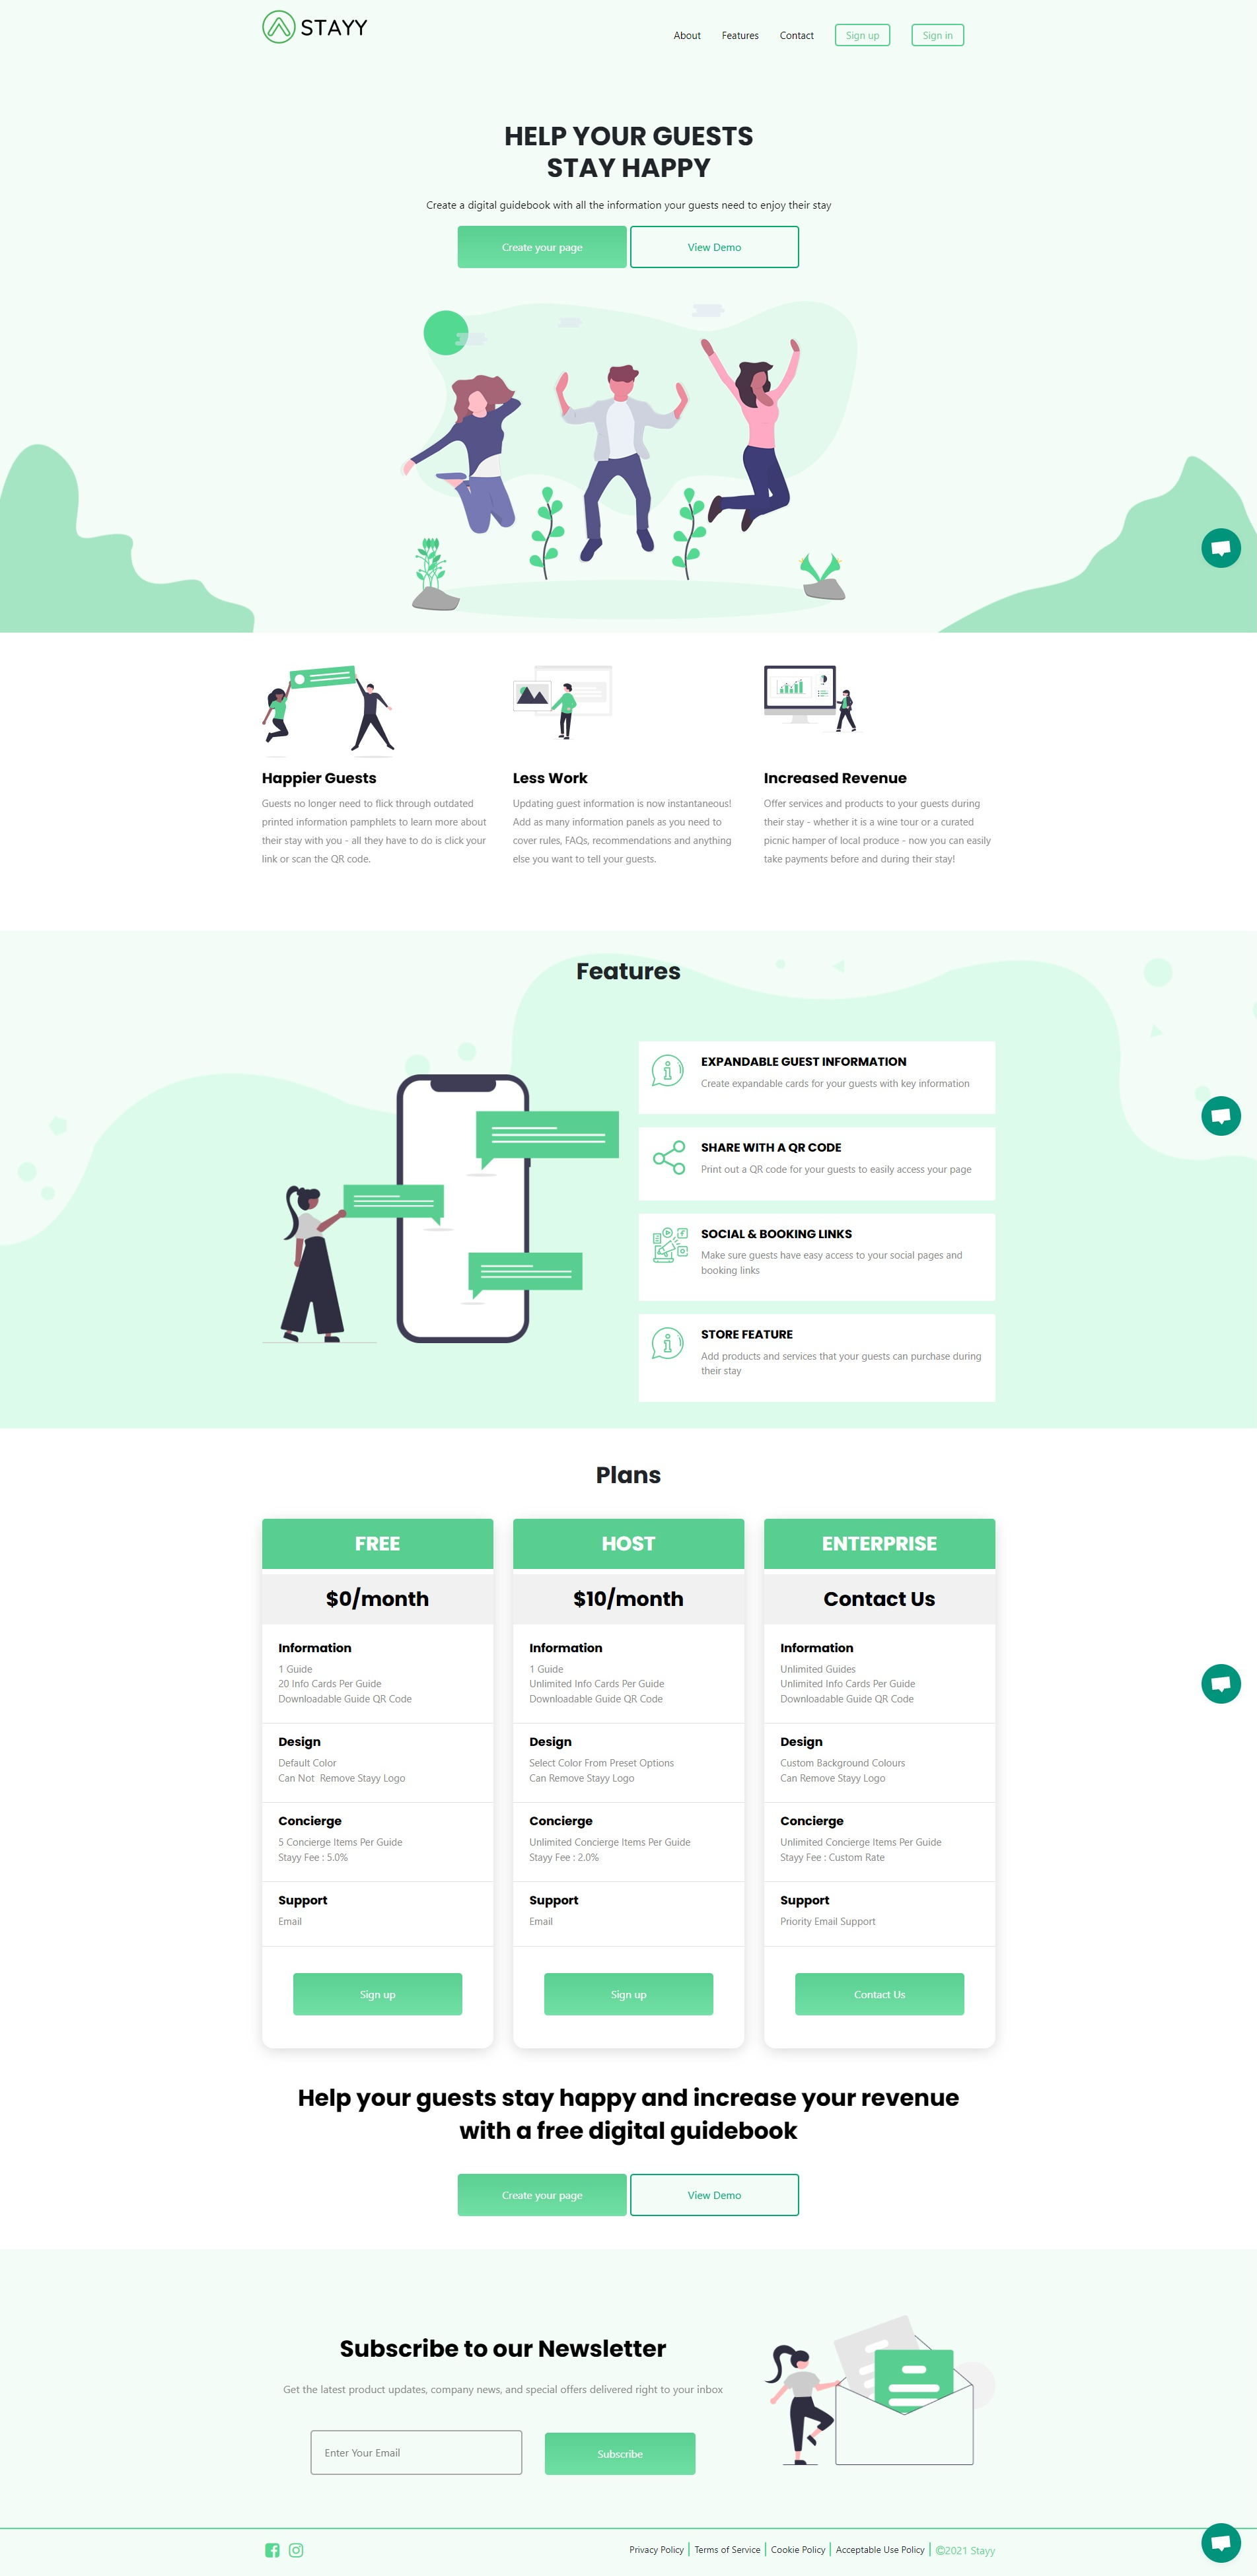 STAYY
About
Features
Contact
Sign up
Sign in
HELP YOUR GUESTS
STAY HAPPY
Create a digital guidebook with all the information your guests need to enjoy their stay
Create your page
View Demo
Happier Guests
Guests no longer need to flick through outdated
printed information pamphlets to learn more about
their stay with you - all they have to do is click your
link or scan the QR code.
Less Work
Updating guest information is now instantaneous!
Add as many information panels as you need to
cover rules, FAQs, recommendations and anything
else you want to tell your guests.
Increased Revenue
Offer services and products to your guests during
their stay - whether it is a wine tour or a curated
picnic hamper of local produce - now you can easily
take payments before and during their stay!
Features
EXPANDABLE GUEST INFORMATION
Create expandable cards for your guests with key information
SHARE WITH A QR CODE
Print out a QR code for your guests to easily access your page
SOCIAL & BOOKING LINKS
Make sure guests have easy access to your social pages and
booking links
STORE FEATURE
Add products and services that your guests can purchase during
their stay
Plans
FREE
$0/month
Information
1 Guide
20 Info Cards Per Guide
Downloadable Guide QR Code
Design
Default Color
Can Not  Remove Stayy Logo
Concierge
5 Concierge Items Per Guide
Stayy Fee : 5.0%
Support
Email
Sign up
HOST
$10/month
Information
1 Guide
Unlimited Info Cards Per Guide
Downloadable Guide QR Code
Design
Select Color From Preset Options
Can Remove Stayy Logo
Concierge
Unlimited Concierge Items Per Guide
Stayy Fee : 2.0%
Support
Email
Sign up
ENTERPRISE
Contact Us
Information
Unlimited Guides
Unlimited Info Cards Per Guide
Downloadable Guide QR Code
Design
Custom Background Colours
Can Remove Stayy Logo
Concierge
Unlimited Concierge Items Per Guide
Stayy Fee : Custom Rate
Support
Priority Email Support
Contact Us
Help your guests stay happy and increase your revenue
with a free digital guidebook
Create your page
View Demo
Subscribe to our Newsletter
Get the latest product updates, company news, and special offers delivered right to your inbox
Enter Your Email
Subscribe
Privacy Policy
Terms of Service
Cookie Policy
Acceptable Use Policy
©2021 Stayy